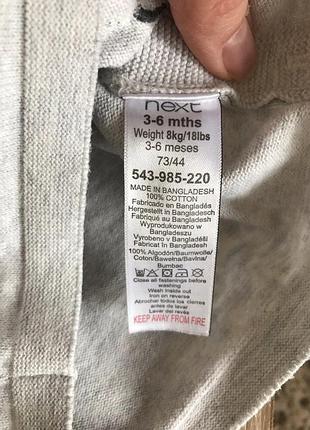 next
3-6 mths
Weight 8kg/18lbs
3-6 meses
73/44
543-985-220
MADE IN BANGLADESH
100% COTTON
Fabricado en Bangladés
Hergestellt in Bangladesch
Fabriqué au Bangladesh
Wyprodukowano w
Bangladeszu
Vyrobeno v Bangladéši
Fabricat în Bangladesh
100% Algodón/Baumwolle/
Coton/Bawełna/Bavlna/
Bumbac
Close all fastenings before
washing
Wash inside out
Iron on reverse
Abrochar todos los cierres
antes de lavar
Lavar del revés
KEEP AWAY FROM FIRE